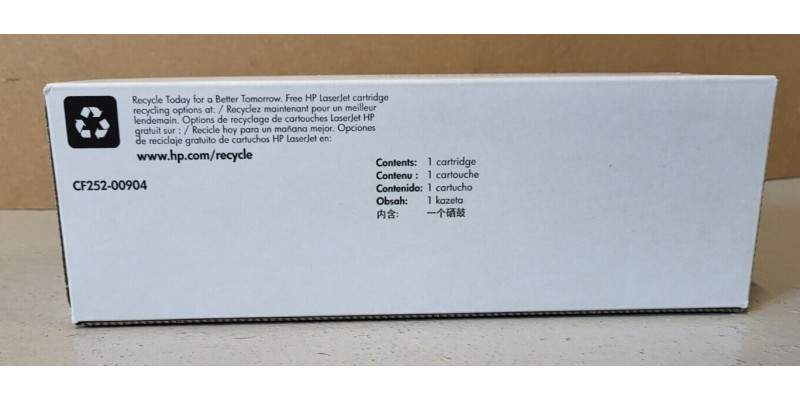 Recycle Today for a Better Tomorrow. Free HP LaserJet cartridge
recycling options at: / Recyclez maintenant pour un meilleur
lendemain. Options de recyclage de cartouches LaserJet HP
gratuit sur : / Recicle hoy para un mañana mejor. Opciones
de reciclaje gratuito de cartuchos HP LaserJet en:
www.hp.com/recycle
CF252-00904
Contents: 1 cartridge
Contenu : 1 cartouche
Contenido: 1 cartucho
Obsah: 1 kazeta
内含: 一个硒鼓